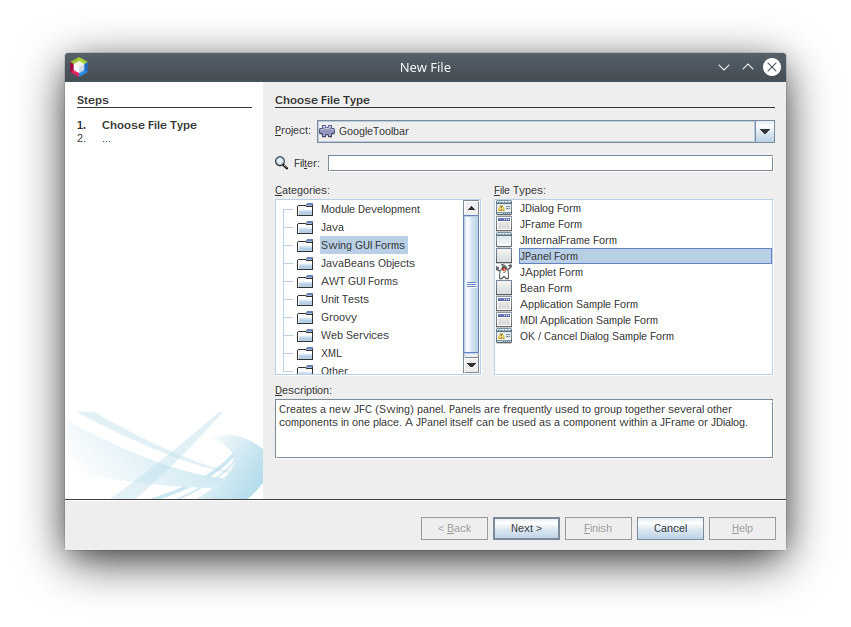 New File
Steps
1. Choose File Type
2. ...
Choose File Type
Project: GoogleToolbar
Filter:
Categories:
Module Development
Java
Swing GUI Forms
JavaBeans Objects
AWT GUI Forms
Unit Tests
Groovy
Web Services
XML
Other
File Types:
JDialog Form
JFrame Form
JInternalFrame Form
JPanel Form
JApplet Form
Bean Form
Application Sample Form
MDI Application Sample Form
OK / Cancel Dialog Sample Form
Description:
Creates a new JFC (Swing) panel. Panels are frequently used to group together several other
components in one place. A JPanel itself can be used as a component within a JFrame or JDialog.
< Back Next > Finish Cancel Help